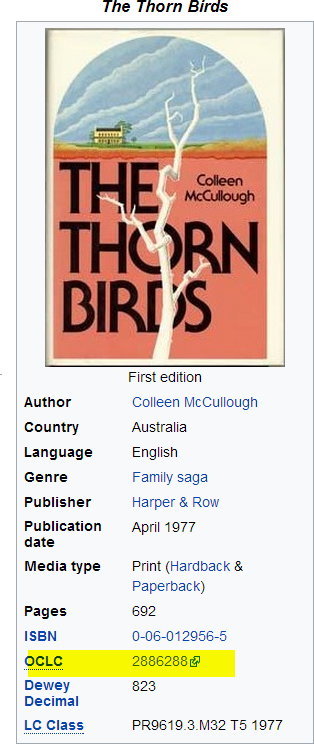 The Thorn Birds
Colleen
McCullough
THE
THORN
BIRDS
First edition
Author Colleen McCullough
Country Australia
Language English
Genre Family saga
Publisher Harper & Row
Publication
date April 1977
Media type Print (Hardback &
Paperback)
Pages 692
ISBN 0-06-012956-5
OCLC 2886288
Dewey
Decimal 823
LC Class PR9619.3.M32 T5 1977